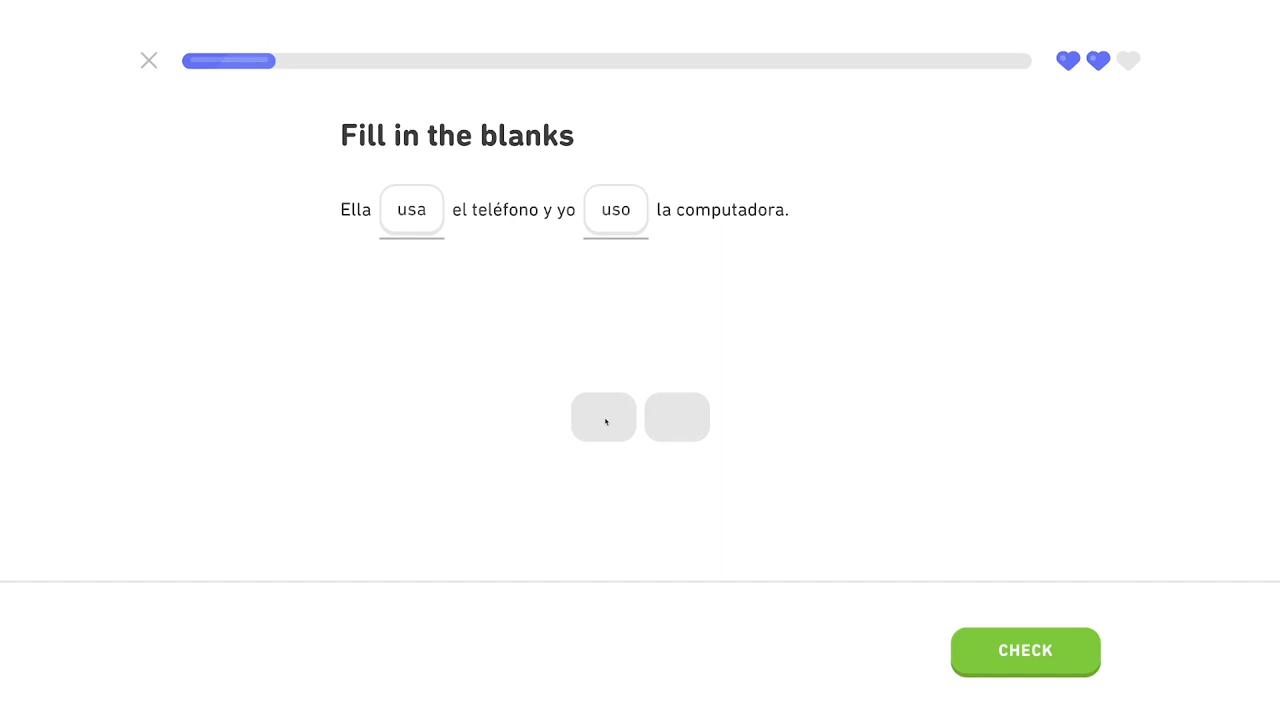 Fill in the blanks
Ella usa el teléfono y yo uso la computadora.
CHECK